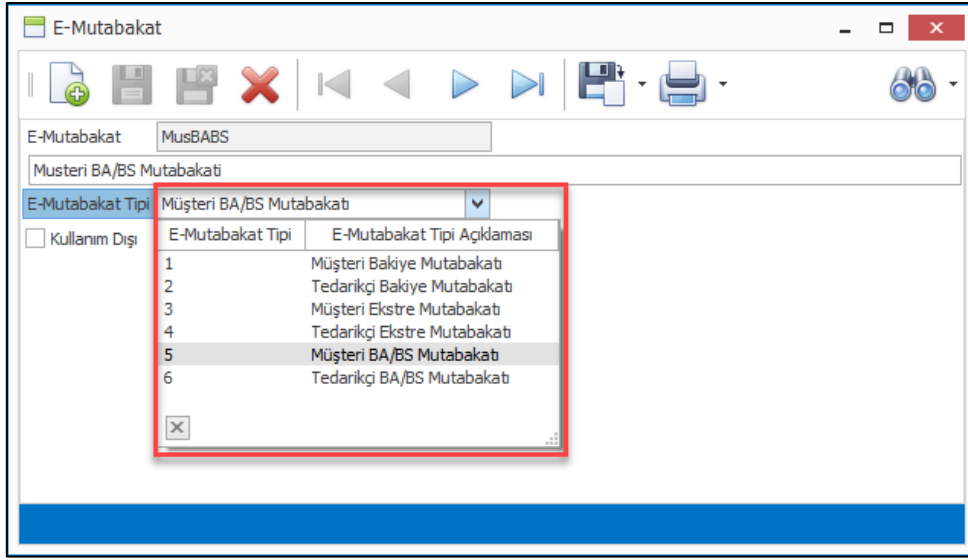 E-Mutabakat
E-Mutabakat MusBABS
Musteri BA/BS Mutabakati
E-Mutabakat Tipi Müşteri BA/BS Mutabakatı
Kullanım Dışı
E-Mutabakat Tipi E-Mutabakat Tipi Açıklaması
1 Müşteri Bakiye Mutabakatı
2 Tedarikçi Bakiye Mutabakatı
3 Müşteri Ekstre Mutabakatı
4 Tedarikçi Ekstre Mutabakatı
5 Müşteri BA/BS Mutabakatı
6 Tedarikçi BA/BS Mutabakatı